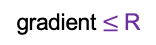 gradient ≤ R